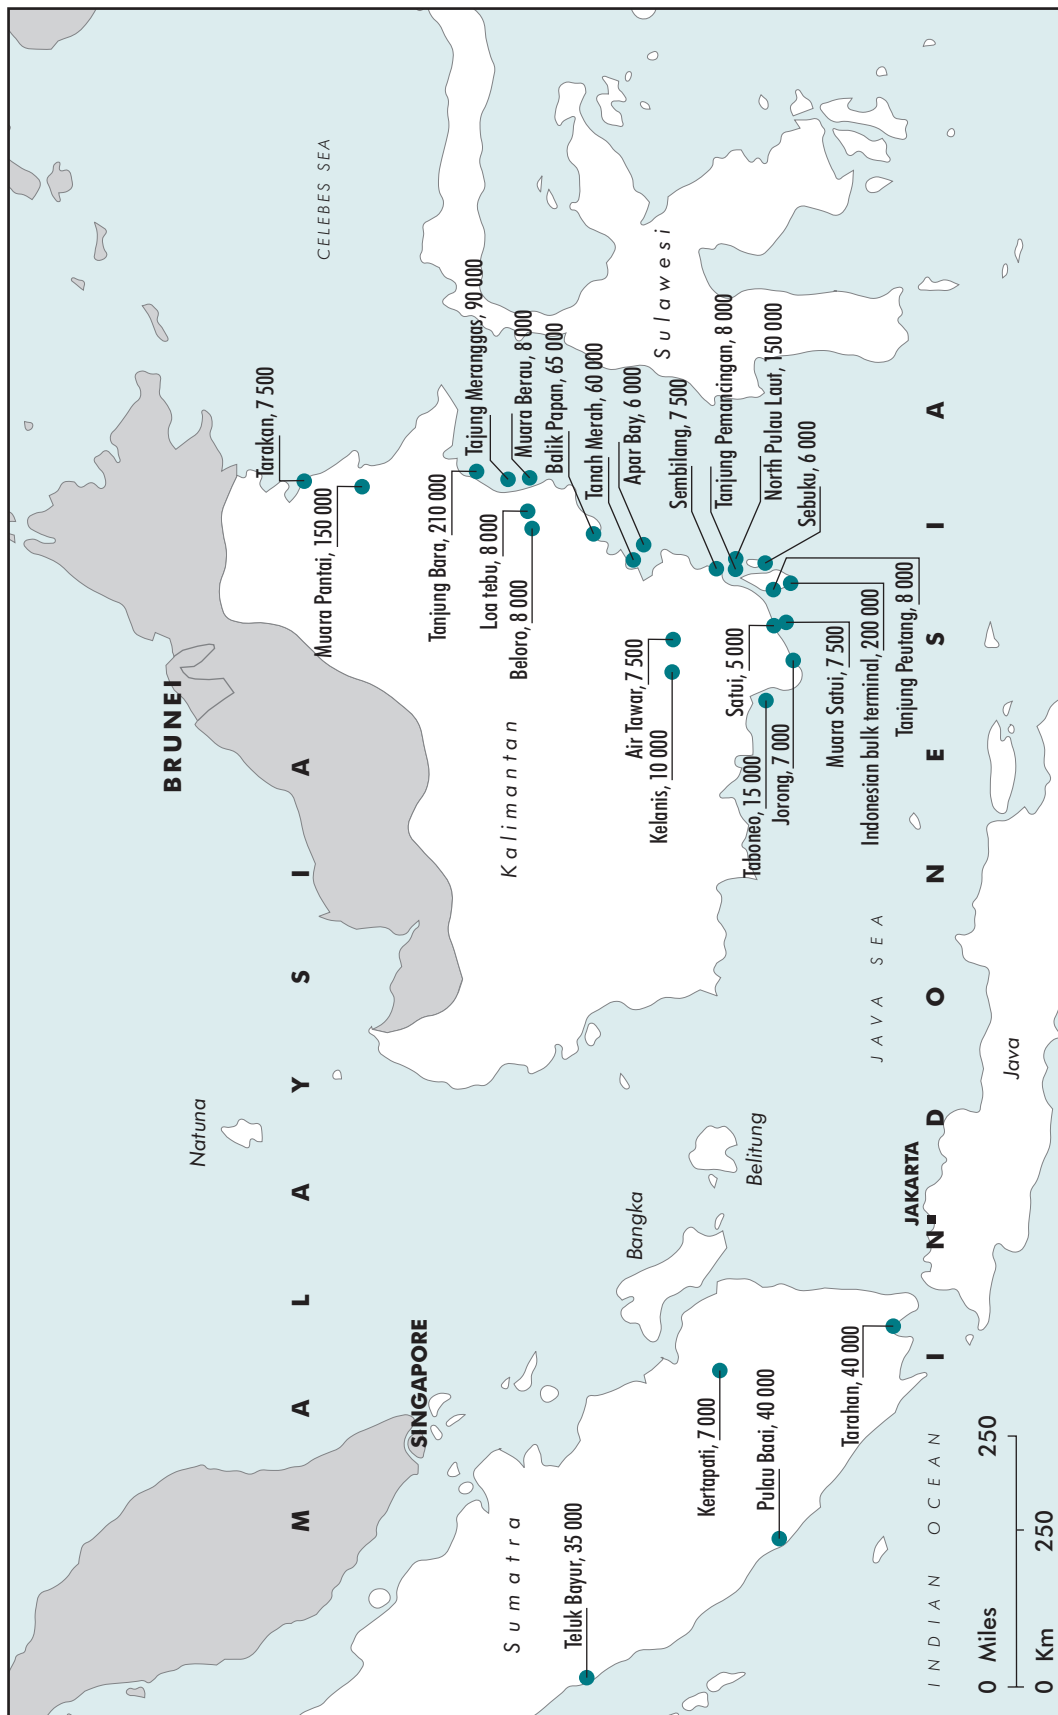 CELEBES SEA
BRUNEI
MALAYSIA
Natuna
SINGAPORE
Tarakan, 7 500
Muara Pantai, 150 000
Tanjung Bara, 210 000
Tajung Meranggas, 90 000
Muara Berau, 8 000
Loa tebu, 8 000
Beloro, 8 000
Balik Papan, 65 000
Tanah Merah, 60 000
Apar Bay, 6 000
Kalimantan
Sulawesi
Air Tawar, 7 500
Kelanis, 10 000
Sembilang, 7 500
Tanjung Pemancingan, 8 000
North Pulau Laut, 150 000
Sebuku, 6 000
Satui, 5 000
Taboneo, 15 000
Jorong, 7 000
Muara Satui, 7 500
Indonesian bulk terminal, 200 000
Tanjung Peutang, 8 000
Sumatra
Teluk Bayur, 35 000
Bangka
Belitung
Kertapati, 7 000
Pulau Baai, 40 000
Tarahan, 40 000
JAVA SEA
JAKARTA
INDONESIA
Java
INDIAN OCEAN
0 Miles 250
0 Km 250